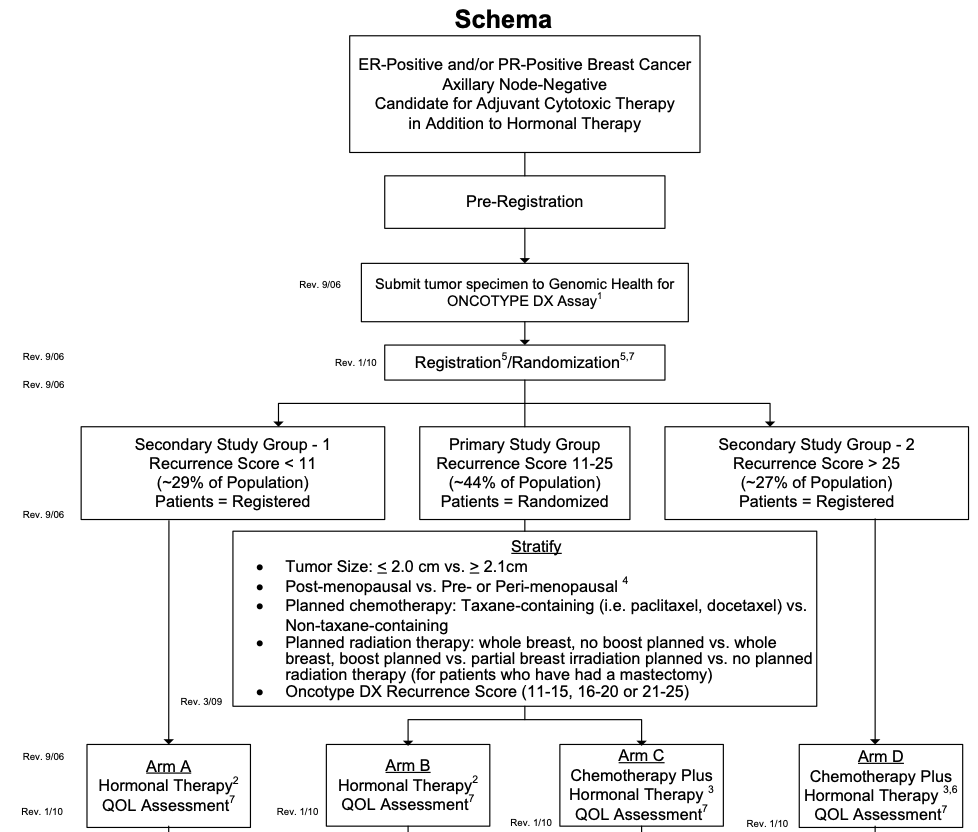 Schema
ER-Positive and/or PR-Positive Breast Cancer
Axillary Node-Negative
Candidate for Adjuvant Cytotoxic Therapy
in Addition to Hormonal Therapy
Pre-Registration
Rev. 9/06
Submit tumor specimen to Genomic Health for
ONCOTYPE DX Assay1
Rev. 9/06
Rev. 1/10
Registration5/Randomization5,7
Rev. 9/06
Secondary Study Group - 1
Recurrence Score < 11
(~29% of Population)
Patients = Registered
Primary Study Group
Recurrence Score 11-25
(~44% of Population)
Patients = Randomized
Secondary Study Group - 2
Recurrence Score > 25
(~27% of Population)
Patients = Registered
Rev. 9/06
Stratify
• Tumor Size: ≤ 2.0 cm vs. ≥ 2.1cm
• Post-menopausal vs. Pre- or Peri-menopausal 4
• Planned chemotherapy: Taxane-containing (i.e. paclitaxel, docetaxel) vs.
Non-taxane-containing
• Planned radiation therapy: whole breast, no boost planned vs. whole
breast, boost planned vs. partial breast irradiation planned vs. no planned
radiation therapy (for patients who have had a mastectomy)
• Oncotype DX Recurrence Score (11-15, 16-20 or 21-25)
Rev. 3/09
Rev. 9/06
Arm A
Hormonal Therapy2
QOL Assessment7
Rev. 1/10
Arm B
Hormonal Therapy2
QOL Assessment7
Rev. 1/10
Arm C
Chemotherapy Plus
Hormonal Therapy 3
QOL Assessment7
Rev. 1/10
Arm D
Chemotherapy Plus
Hormonal Therapy 3,6
QOL Assessment7
Rev. 1/10